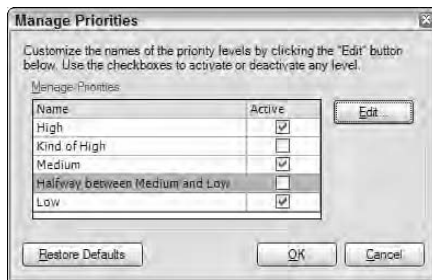 Manage Priorities
Customize the names of the priority levels by clicking the "Edit" button
below. Use the checkboxes to activate or deactivate any level.
Manage Priorities
Name Active
High
Kind of High
Medium
Halfway between Medium and Low
Low
Edit...
Restore Defaults OK Cancel